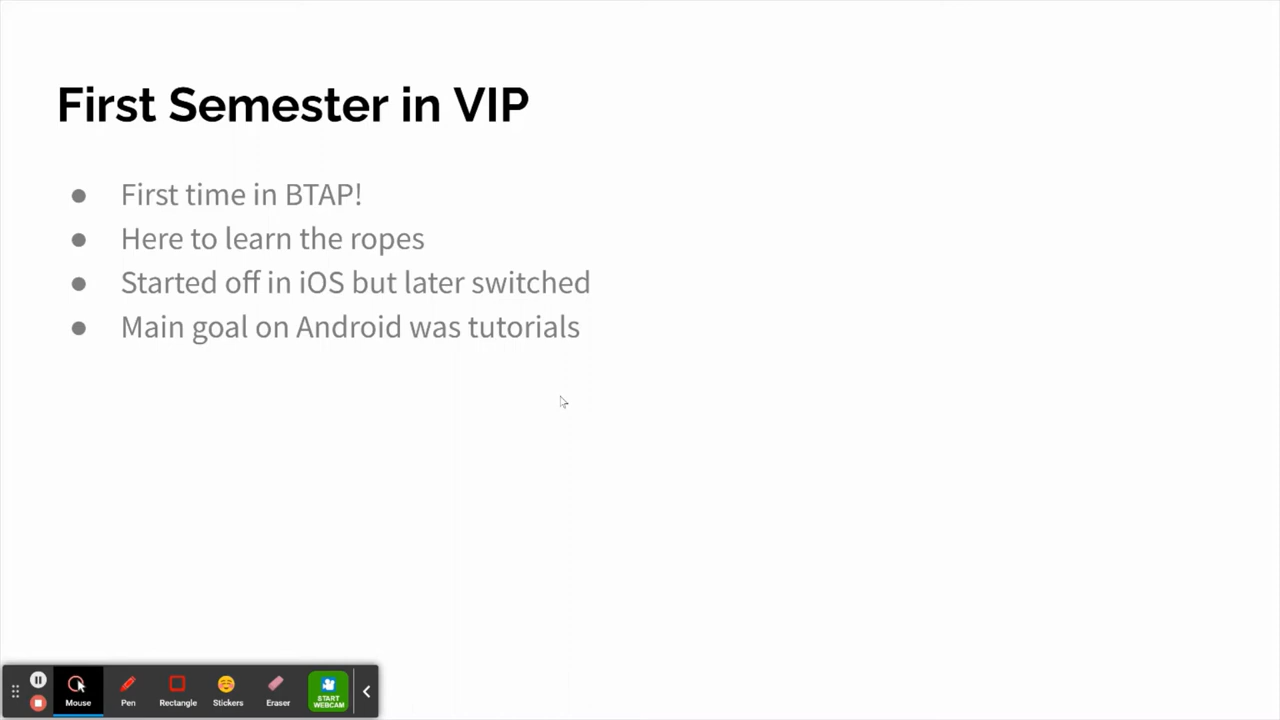 First Semester in VIP
● First time in BTAP!
● Here to learn the ropes
● Started off in iOS but later switched
● Main goal on Android was tutorials
Mouse Pen Rectangle Stickers Eraser START WEBCAM